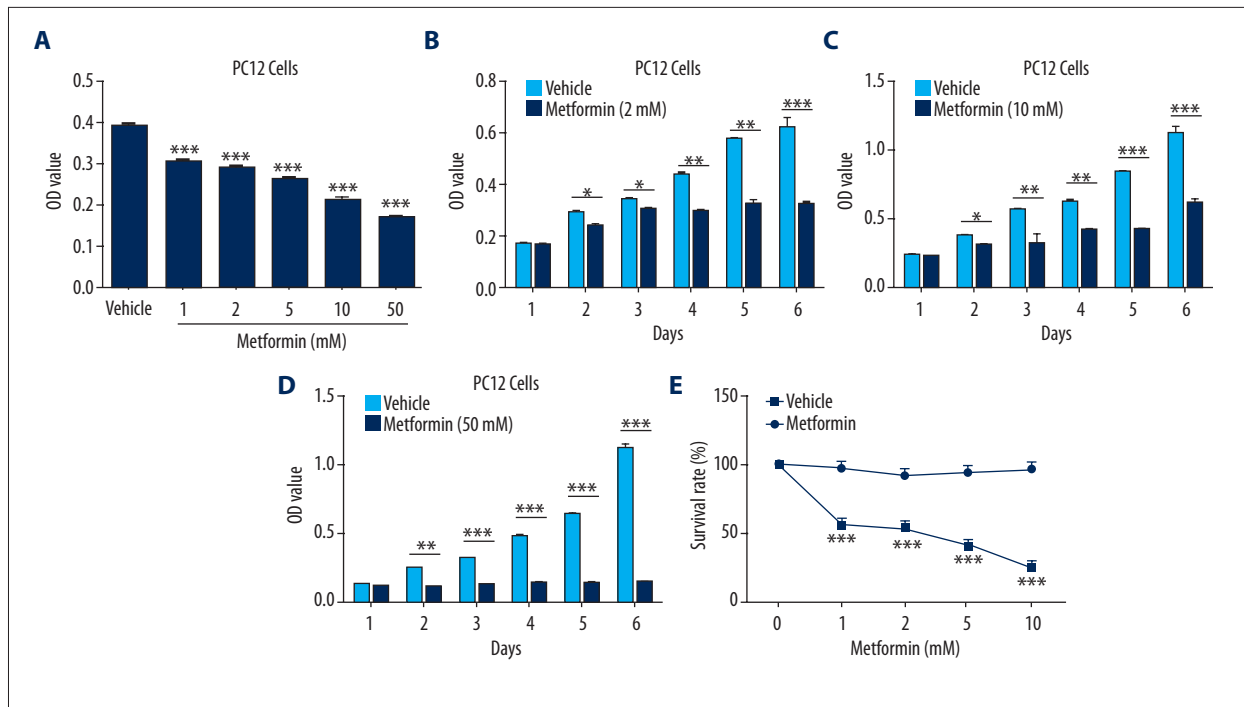 A
PC12 Cells
0.5
0.4
0.3
0.2
0.1
0.0
OD value
***
***
***
***
***
Vehicle 1 2 5 10 50
Metformin (mM)
B
PC12 Cells
Vehicle
Metformin (2 mM)
0.8
0.6
0.4
0.2
0.0
OD value
* * ** ** ***
1 2 3 4 5 6
Days
C
PC12 Cells
Vehicle
Metformin (10 mM)
1.5
1.0
0.5
0.0
OD value
* ** ** *** ***
1 2 3 4 5 6
Days
D
PC12 Cells
Vehicle
Metformin (50 mM)
1.5
1.0
0.5
0.0
OD value
** *** *** *** ***
1 2 3 4 5 6
Days
E
Vehicle
Metformin
150
100
50
0
Survival rate (%)
*** *** *** ***
0 1 2 5 10
Metformin (mM)